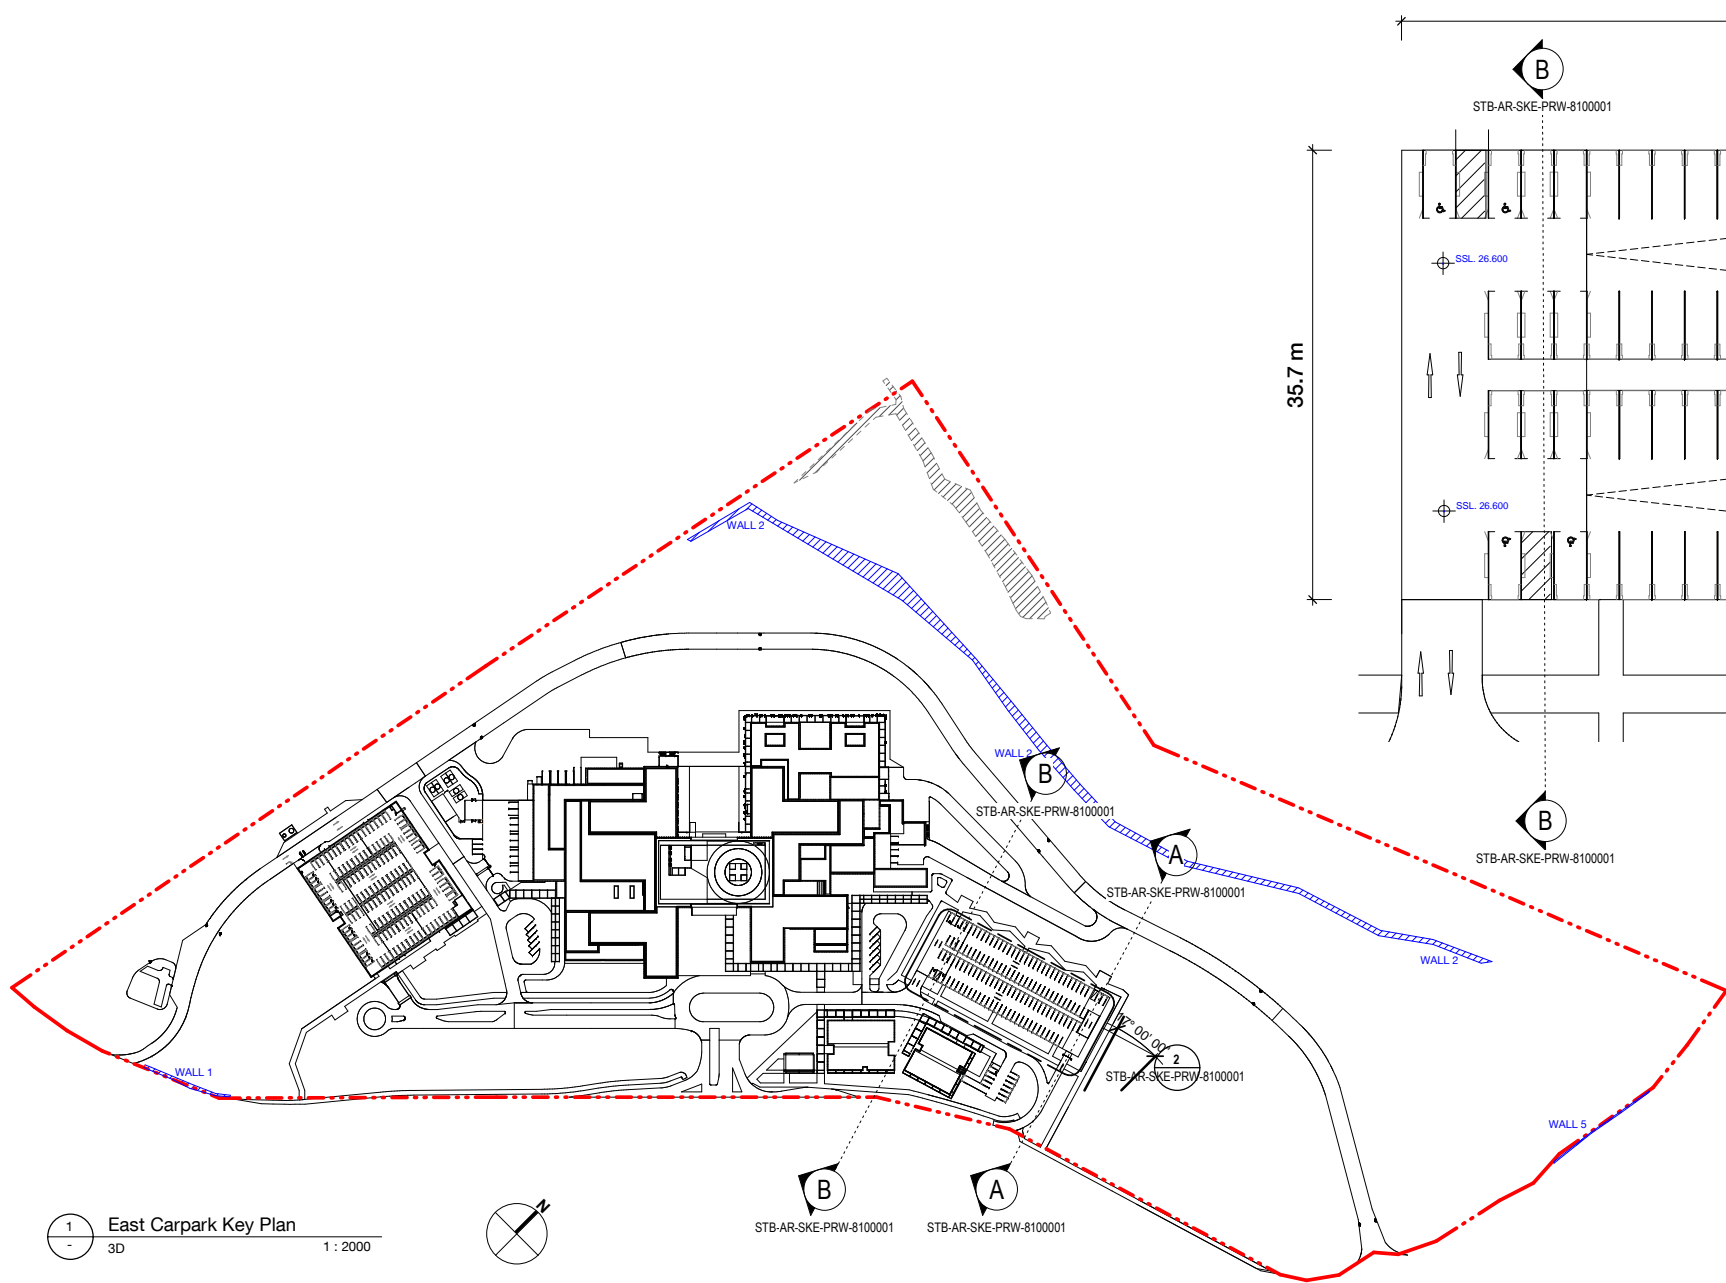 B
STB-AR-SKE-PRW-8100001
SSL. 26.600
35.7 m
SSL. 26.600
WALL 2
WALL 2
B
STB-AR-SKE-PRW-8100001
B
STB-AR-SKE-PRW-8100001
A
STB-AR-SKE-PRW-8100001
WALL 2
7° 00' 00"
2
STB-AR-SKE-PRW-8100001
WALL 1
WALL 5
B
STB-AR-SKE-PRW-8100001
A
STB-AR-SKE-PRW-8100001
1
-
East Carpark Key Plan
3D
1 : 2000
N